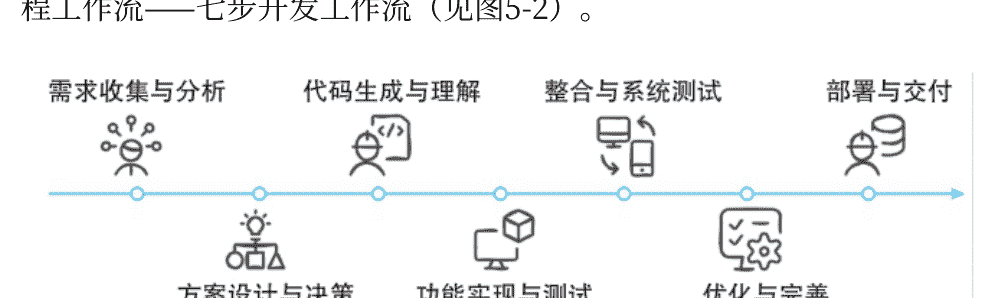 程工作流——七步开发工作流（见图5-2）。
需求收集与分析 代码生成与理解 整合与系统测试 部署与交付
方案设计与决策 功能实现与测试 优化与完善